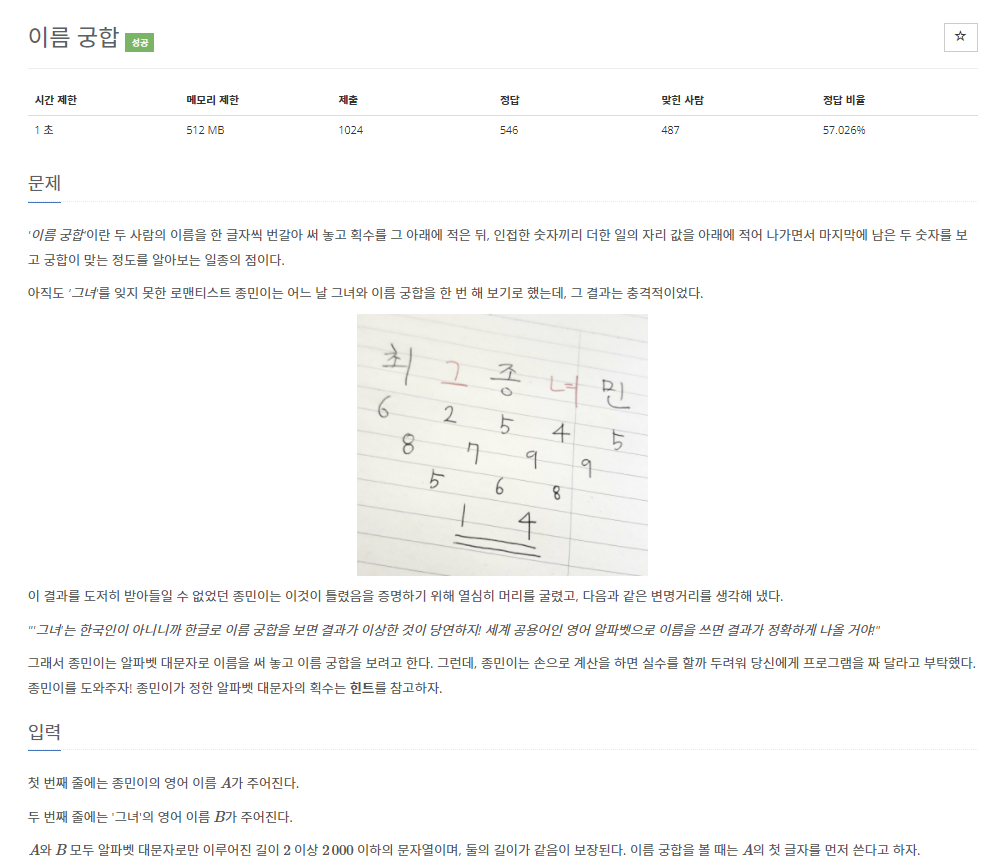 이름 궁합 성공
☆
시간 제한 메모리 제한 제출 정답 맞힌 사람 정답 비율
1 초 512 MB 1024 546 487 57.026%
문제
'이름 궁합'이란 두 사람의 이름을 한 글자씩 번갈아 써 놓고 획수를 그 아래에 적은 뒤, 인접한 숫자끼리 더한 일의 자리 값을 아래에 적어 나가면서 마지막에 남은 두 숫자를 보
고 궁합이 맞는 정도를 알아보는 일종의 점이다.
아직도 '그녀'를 잊지 못한 로맨티스트 종민이는 어느 날 그녀와 이름 궁합을 한 번 해 보기로 했는데, 그 결과는 충격적이었다.
최 그 종 녀 민
6 2 5 4 5
8 7 9 9
5 6 8
1 4
이 결과를 도저히 받아들일 수 없었던 종민이는 이것이 틀렸음을 증명하기 위해 열심히 머리를 굴렸고, 다음과 같은 변명거리를 생각해 냈다.
"'그녀'는 한국인이 아니니까 한글로 이름 궁합을 보면 결과가 이상한 것이 당연하지! 세계 공용어인 영어 알파벳으로 이름을 쓰면 결과가 정확하게 나올 거야!"
그래서 종민이는 알파벳 대문자로 이름을 써 놓고 이름 궁합을 보려고 한다. 그런데, 종민이는 손으로 계산을 하면 실수를 할까 두려워 당신에게 프로그램을 짜 달라고 부탁했다.
종민이를 도와주자! 종민이가 정한 알파벳 대문자의 획수는 힌트를 참고하자.
입력
첫 번째 줄에는 종민이의 영어 이름 A가 주어진다.
두 번째 줄에는 '그녀'의 영어 이름 B가 주어진다.
A와 B 모두 알파벳 대문자로만 이루어진 길이 2 이상 2 000 이하의 문자열이며, 둘의 길이가 같음이 보장된다. 이름 궁합을 볼 때는 A의 첫 글자를 먼저 쓴다고 하자.